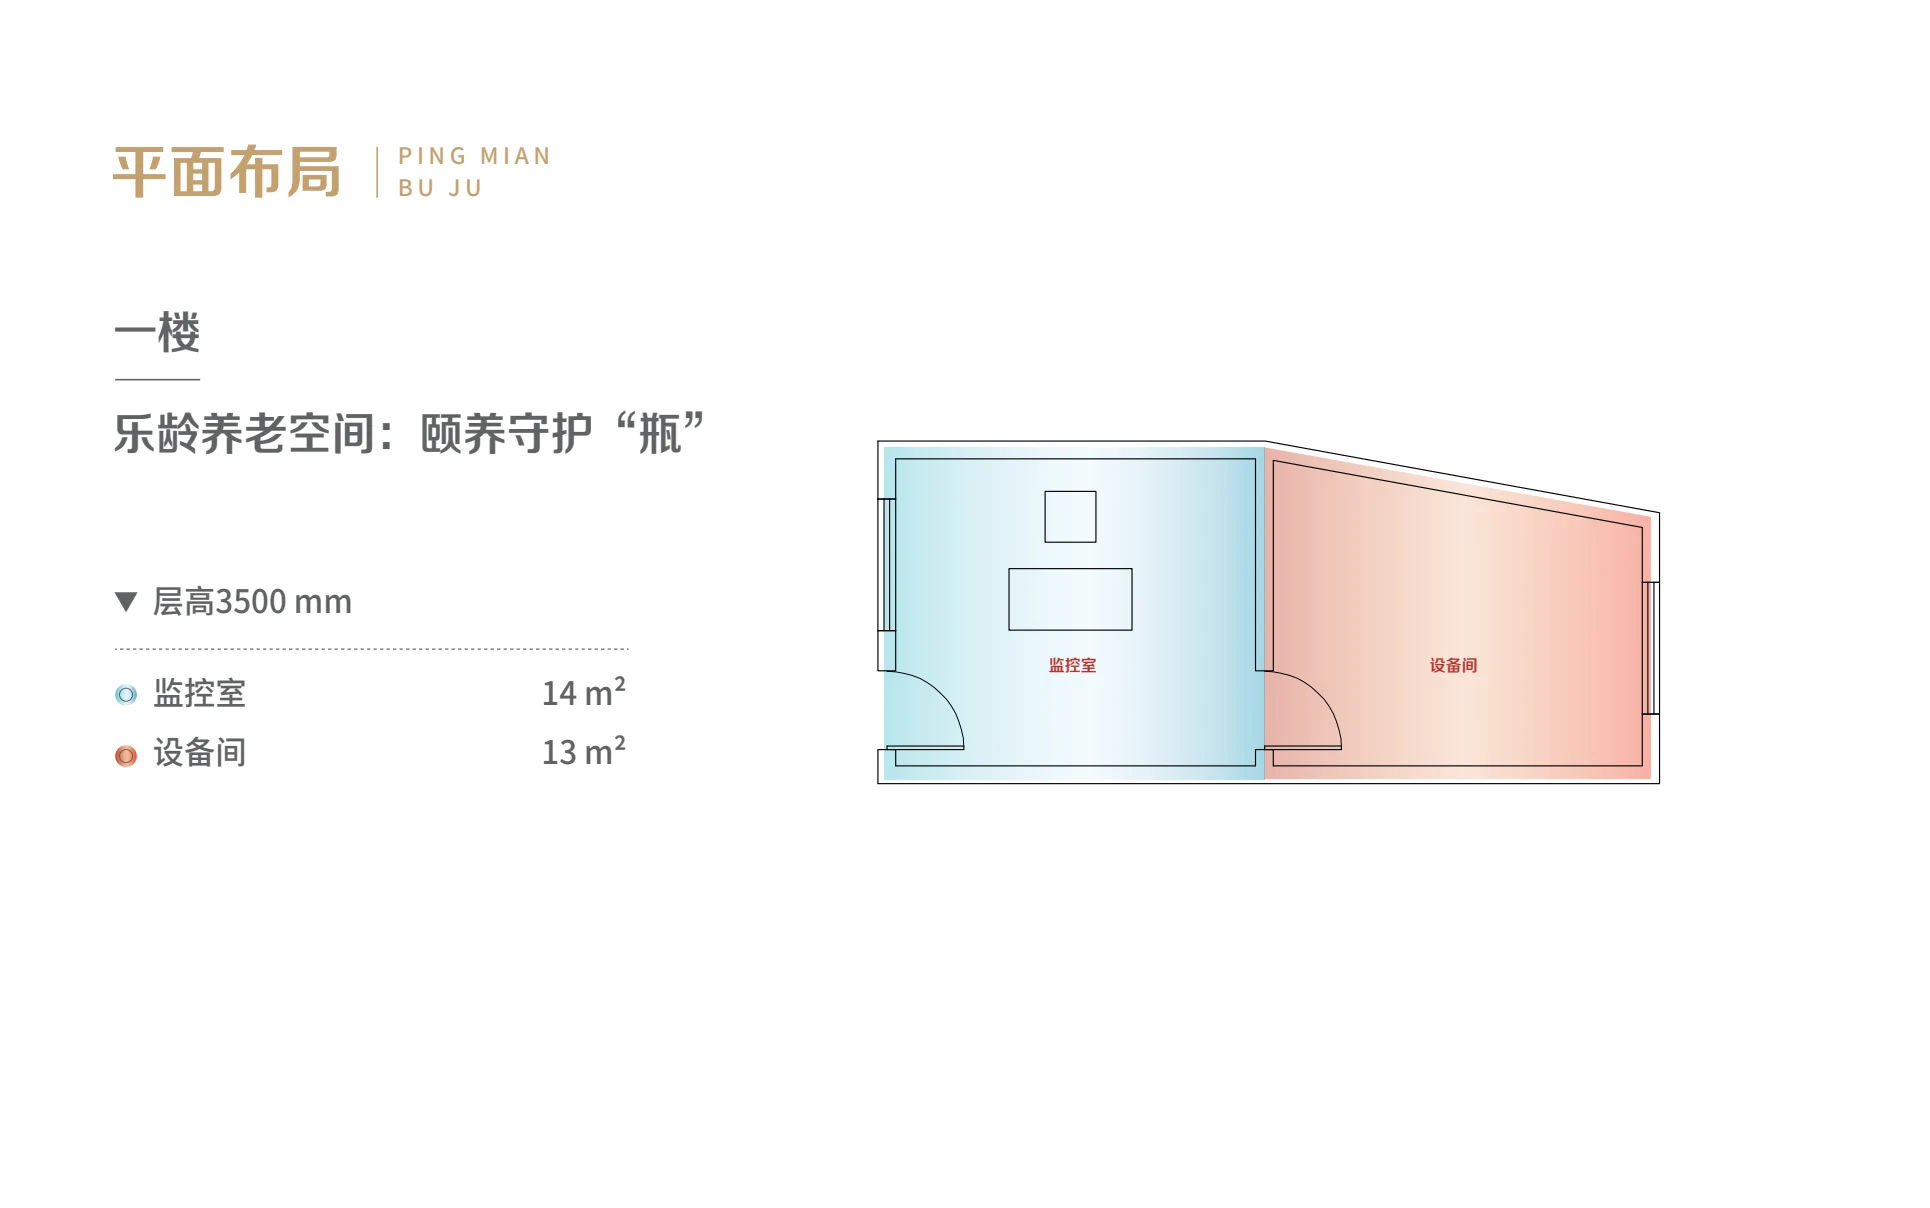 平面布局
PING MIAN
BU JU
一楼
乐龄养老空间：颐养守护“瓶”
▼ 层高3500 mm
监控室 14 m²
设备间 13 m²
监控室
设备间